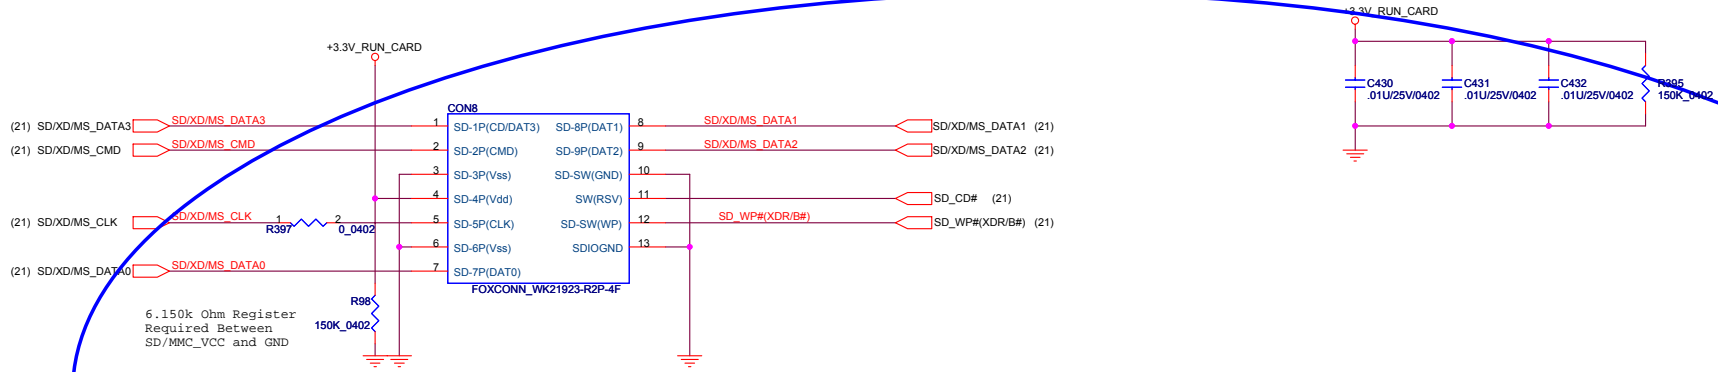 +3.3V_RUN_CARD
+3.3V_RUN_CARD
C430
.01U/25V/0402
C431
.01U/25V/0402
C432
.01U/25V/0402
R395
150K_0402
CON8
(21) SD/XD/MS_DATA3 SD/XD/MS_DATA3 1 SD-1P(CD/DAT3) SD-8P(DAT1) 8 SD/XD/MS_DATA1 SD/XD/MS_DATA1 (21)
(21) SD/XD/MS_CMD SD/XD/MS_CMD 2 SD-2P(CMD) SD-9P(DAT2) 9 SD/XD/MS_DATA2 SD/XD/MS_DATA2 (21)
3 SD-3P(Vss) SD-SW(GND) 10
4 SD-4P(Vdd) SW(RSV) 11 SD_CD# (21)
(21) SD/XD/MS_CLK SD/XD/MS_CLK 1 2 5 SD-5P(CLK) SD-SW(WP) 12 SD_WP#(XDR/B#) SD_WP#(XDR/B#) (21)
R397 0_0402
6 SD-6P(Vss) SDIOGND 13
(21) SD/XD/MS_DATA0 SD/XD/MS_DATA0 7 SD-7P(DAT0)
FOXCONN_WK21923-R2P-4F
R98
150K_0402
6.150k Ohm Register
Required Between
SD/MMC_VCC and GND